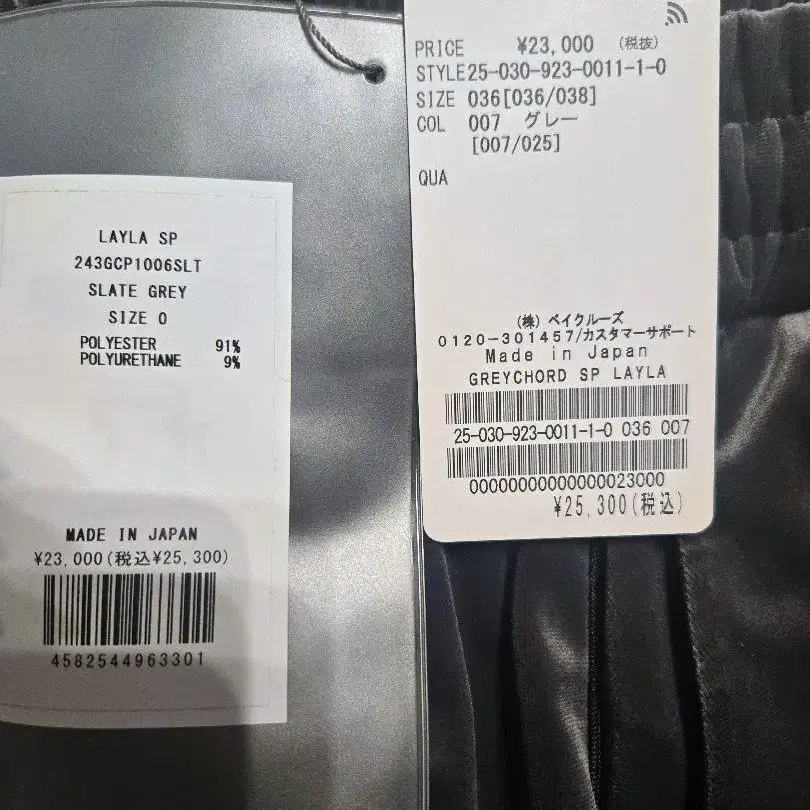 LAYLA SP
243GCP1006SLT
SLATE GREY
SIZE 0
POLYESTER 91%
POLYURETHANE 9%
MADE IN JAPAN
¥23,000(税込¥25,300)
4582544963301
PRICE ¥23,000 (税抜)
STYLE25-030-923-0011-1-0
SIZE 036[036/038]
COL 007 グレー
[007/025]
QUA
(株) ベイクルーズ
0120-301457/カスタマーサポート
Made in Japan
GREYCHORD SP LAYLA
25-030-923-0011-1-0 036 007
00000000000000023000
¥25,300(税込)